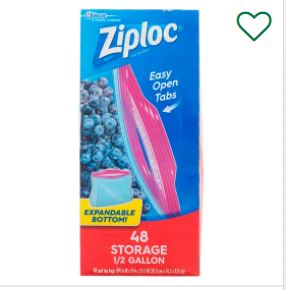 Ziploc
Easy
Open
Tabs
EXPANDABLE
BOTTOM!
48
STORAGE
1/2 GALLON